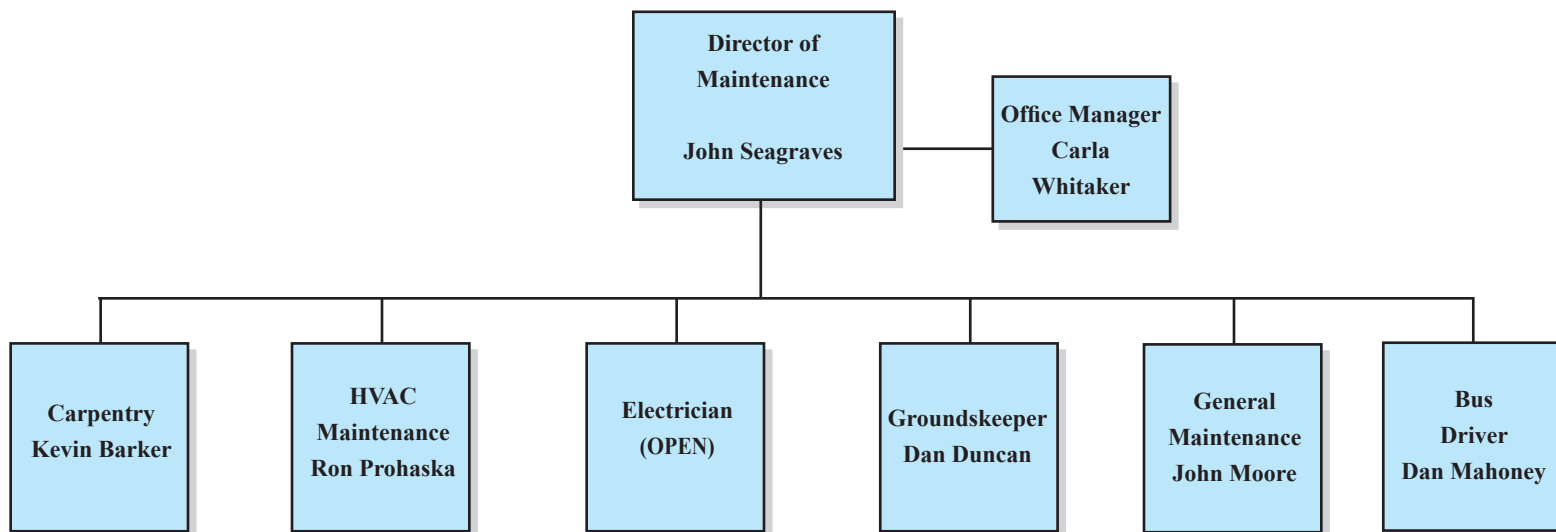 Director of
Maintenance
John Seagraves
Office Manager
Carla
Whitaker
Carpentry
Kevin Barker
HVAC
Maintenance
Ron Prohaska
Electrician
(OPEN)
Groundskeeper
Dan Duncan
General
Maintenance
John Moore
Bus
Driver
Dan Mahoney